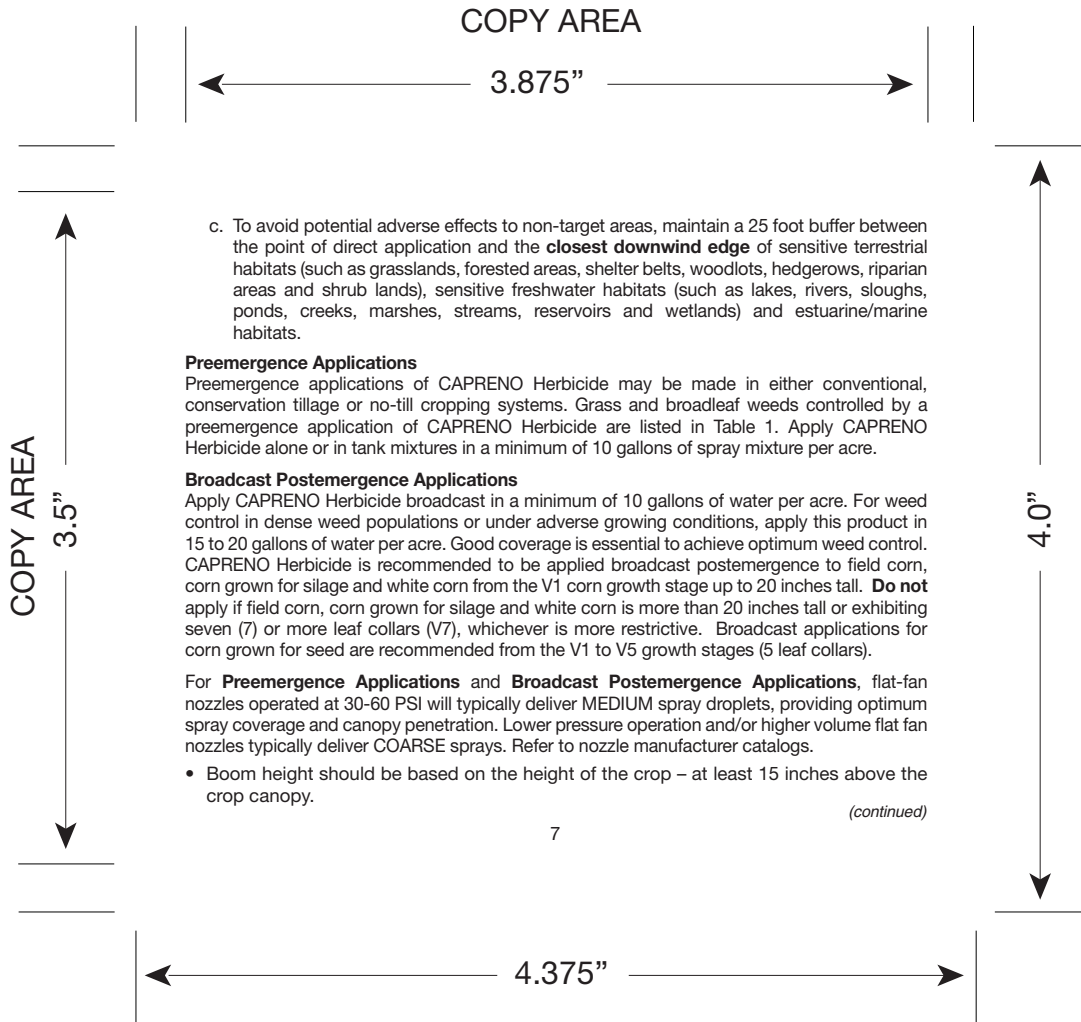 COPY AREA
3.875”
c. To avoid potential adverse effects to non-target areas, maintain a 25 foot buffer between
the point of direct application and the closest downwind edge of sensitive terrestrial
habitats (such as grasslands, forested areas, shelter belts, woodlots, hedgerows, riparian
areas and shrub lands), sensitive freshwater habitats (such as lakes, rivers, sloughs,
ponds, creeks, marshes, streams, reservoirs and wetlands) and estuarine/marine
habitats.
Preemergence Applications
Preemergence applications of CAPRENO Herbicide may be made in either conventional,
conservation tillage or no-till cropping systems. Grass and broadleaf weeds controlled by a
preemergence application of CAPRENO Herbicide are listed in Table 1. Apply CAPRENO
Herbicide alone or in tank mixtures in a minimum of 10 gallons of spray mixture per acre.
Broadcast Postemergence Applications
Apply CAPRENO Herbicide broadcast in a minimum of 10 gallons of water per acre. For weed
control in dense weed populations or under adverse growing conditions, apply this product in
15 to 20 gallons of water per acre. Good coverage is essential to achieve optimum weed control.
CAPRENO Herbicide is recommended to be applied broadcast postemergence to field corn,
corn grown for silage and white corn from the V1 corn growth stage up to 20 inches tall. Do not
apply if field corn, corn grown for silage and white corn is more than 20 inches tall or exhibiting
seven (7) or more leaf collars (V7), whichever is more restrictive. Broadcast applications for
corn grown for seed are recommended from the V1 to V5 growth stages (5 leaf collars).
For Preemergence Applications and Broadcast Postemergence Applications, flat-fan
nozzles operated at 30-60 PSI will typically deliver MEDIUM spray droplets, providing optimum
spray coverage and canopy penetration. Lower pressure operation and/or higher volume flat fan
nozzles typically deliver COARSE sprays. Refer to nozzle manufacturer catalogs.
• Boom height should be based on the height of the crop – at least 15 inches above the
crop canopy.
(continued)
7
COPY AREA
3.5”
4.0”
4.375”